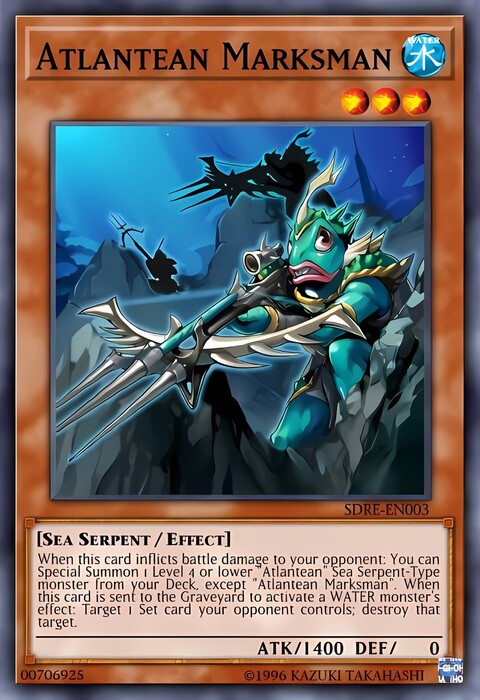 ATLANTEAN MARKSMAN
WATER
水
SDRE-EN003
[SEA SERPENT / EFFECT]
When this card inflicts battle damage to your opponent: You can
Special Summon 1 Level 4 or lower "Atlantean" Sea Serpent-Type
monster from your Deck, except "Atlantean Marksman". When
this card is sent to the Graveyard to activate a WATER monster's
effect: Target 1 Set card your opponent controls; destroy that
target.
ATK/1400 DEF/ 0
00706925
©1996 KAZUKI TAKAHASHI